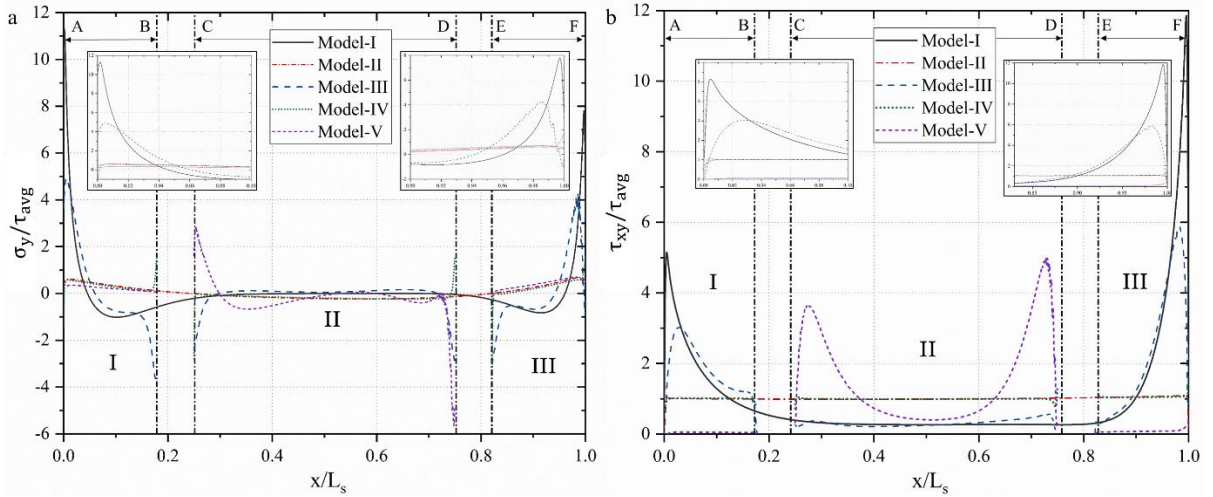 a
A B C D E F
Model-I
Model-II
Model-III
Model-IV
Model-V
12
10
8
6
4
2
0
-2
-4
-6
σy/τavg
I
II
III
0.0 0.2 0.4 0.6 0.8 1.0
x/Ls
b
A B C D E F
Model-I
Model-II
Model-III
Model-IV
Model-V
12
10
8
6
4
2
0
τxy/τavg
I
II
III
0.0 0.2 0.4 0.6 0.8 1.0
x/Ls